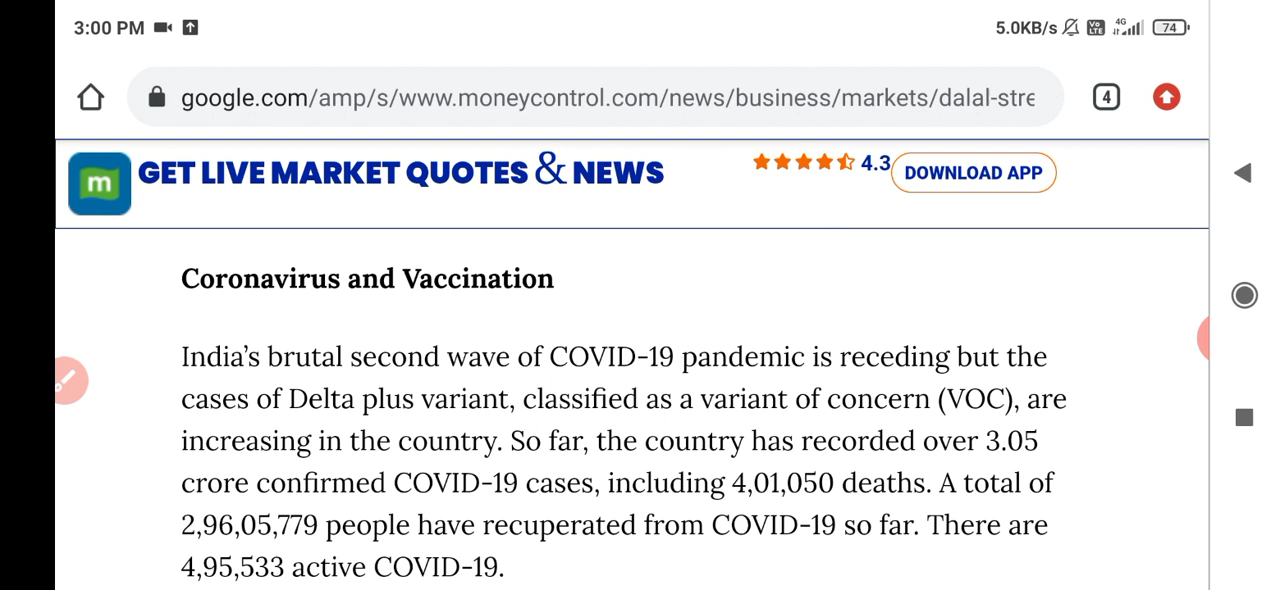 3:00 PM
5.0KB/s Vo LTE 4G 74
google.com/amp/s/www.moneycontrol.com/news/business/markets/dalal-stre
4
m GET LIVE MARKET QUOTES & NEWS
4.3 DOWNLOAD APP
Coronavirus and Vaccination
India’s brutal second wave of COVID-19 pandemic is receding but the
cases of Delta plus variant, classified as a variant of concern (VOC), are
increasing in the country. So far, the country has recorded over 3.05
crore confirmed COVID-19 cases, including 4,01,050 deaths. A total of
2,96,05,779 people have recuperated from COVID-19 so far. There are
4,95,533 active COVID-19.